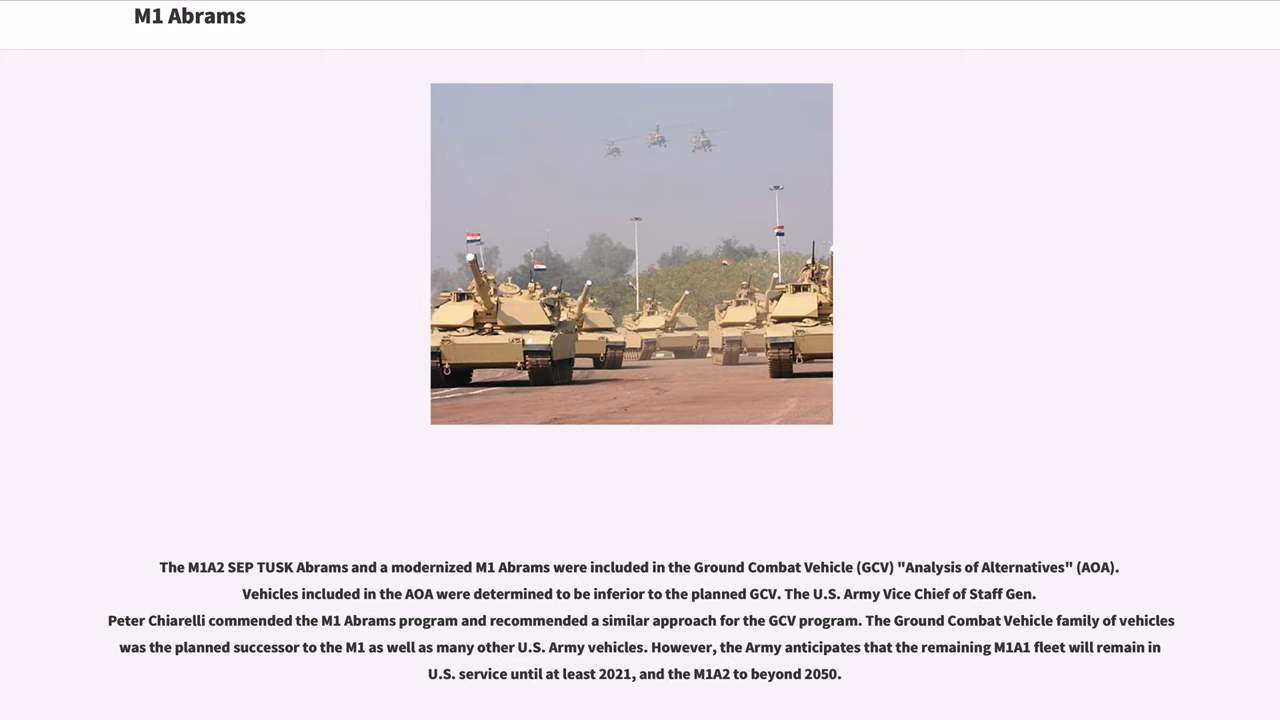 M1 Abrams
The M1A2 SEP TUSK Abrams and a modernized M1 Abrams were included in the Ground Combat Vehicle (GCV) "Analysis of Alternatives" (AOA).
Vehicles included in the AOA were determined to be inferior to the planned GCV. The U.S. Army Vice Chief of Staff Gen.
Peter Chiarelli commended the M1 Abrams program and recommended a similar approach for the GCV program. The Ground Combat Vehicle family of vehicles
was the planned successor to the M1 as well as many other U.S. Army vehicles. However, the Army anticipates that the remaining M1A1 fleet will remain in
U.S. service until at least 2021, and the M1A2 to beyond 2050.